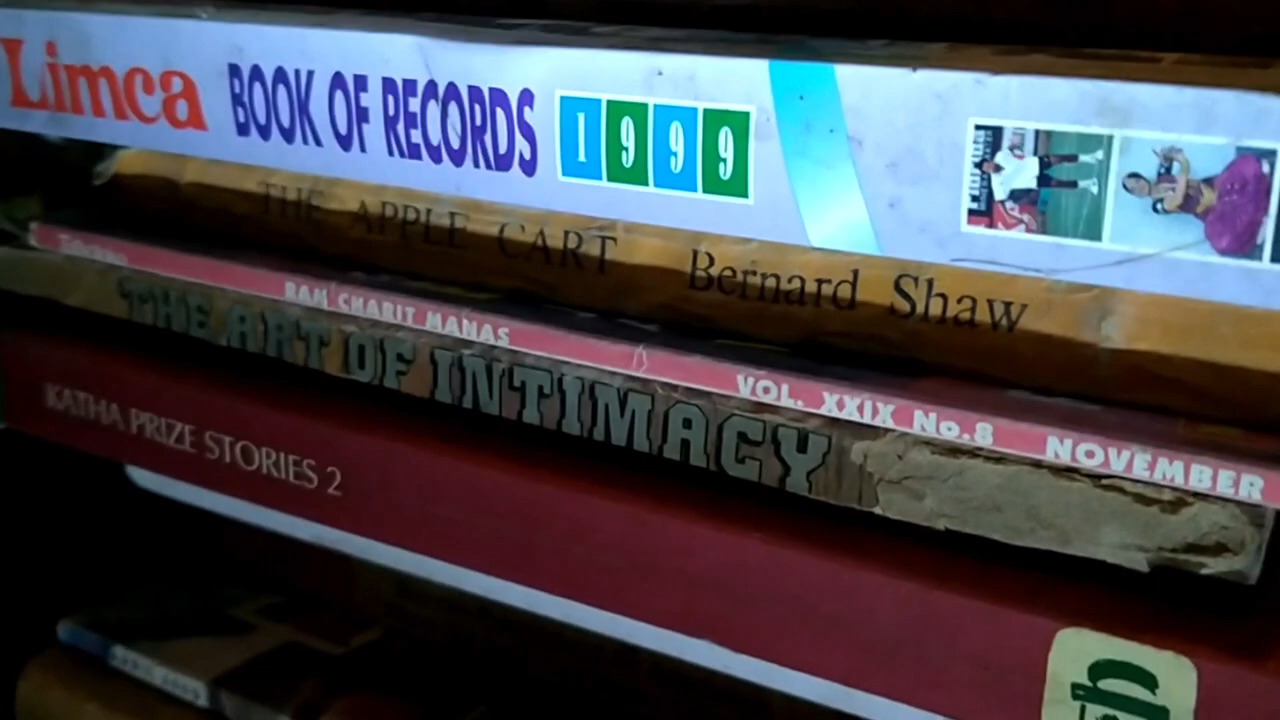 Limca BOOK OF RECORDS 1999
THE APPLE CART Bernard Shaw
RAM CHARIT MANAS VOL. XXIX No.8 NOVEMBER
THE ART OF INTIMACY
KATHA PRIZE STORIES 2